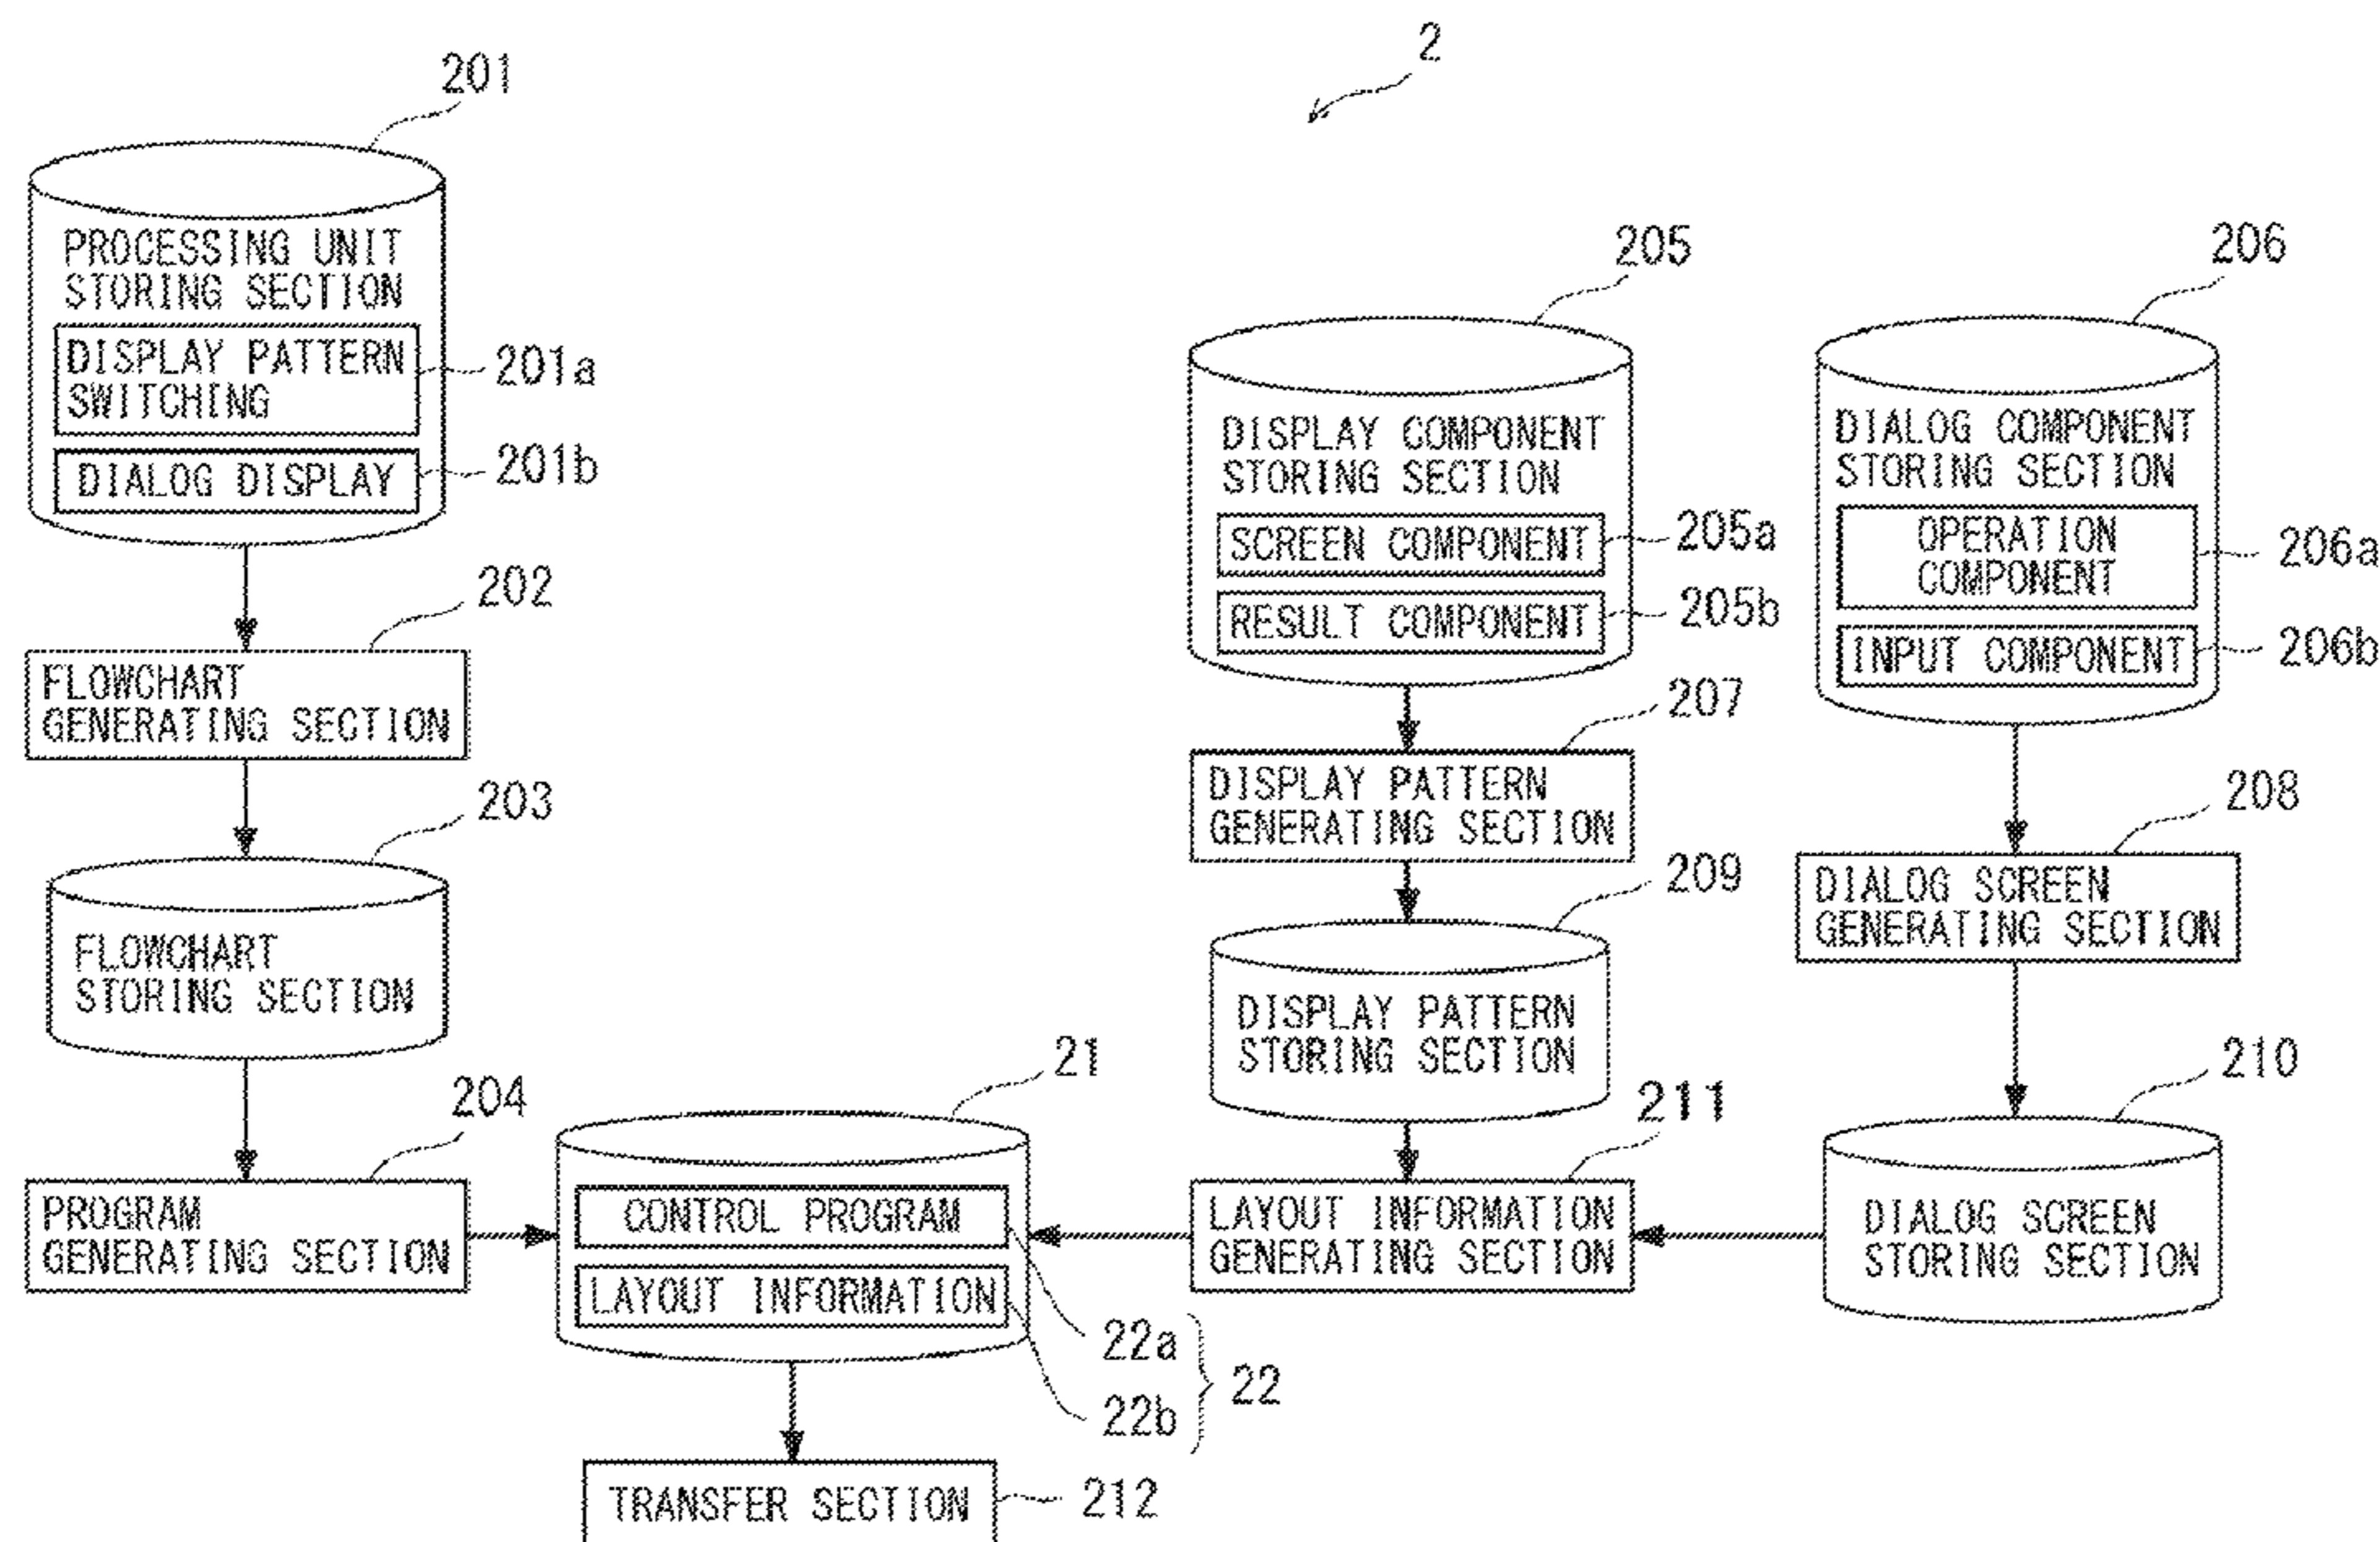 2
201
PROCESSING UNIT
STORING SECTION
DISPLAY PATTERN
SWITCHING
201a
DIALOG DISPLAY
201b
202
FLOWCHART
GENERATING SECTION
203
FLOWCHART
STORING SECTION
204
PROGRAM
GENERATING SECTION
205
DISPLAY COMPONENT
STORING SECTION
SCREEN COMPONENT
205a
RESULT COMPONENT
205b
207
DISPLAY PATTERN
GENERATING SECTION
209
DISPLAY PATTERN
STORING SECTION
211
LAYOUT INFORMATION
GENERATING SECTION
206
DIALOG COMPONENT
STORING SECTION
OPERATION
COMPONENT
206a
INPUT COMPONENT
206b
208
DIALOG SCREEN
GENERATING SECTION
210
DIALOG SCREEN
STORING SECTION
21
CONTROL PROGRAM
LAYOUT INFORMATION
22a
22b
22
TRANSFER SECTION
212